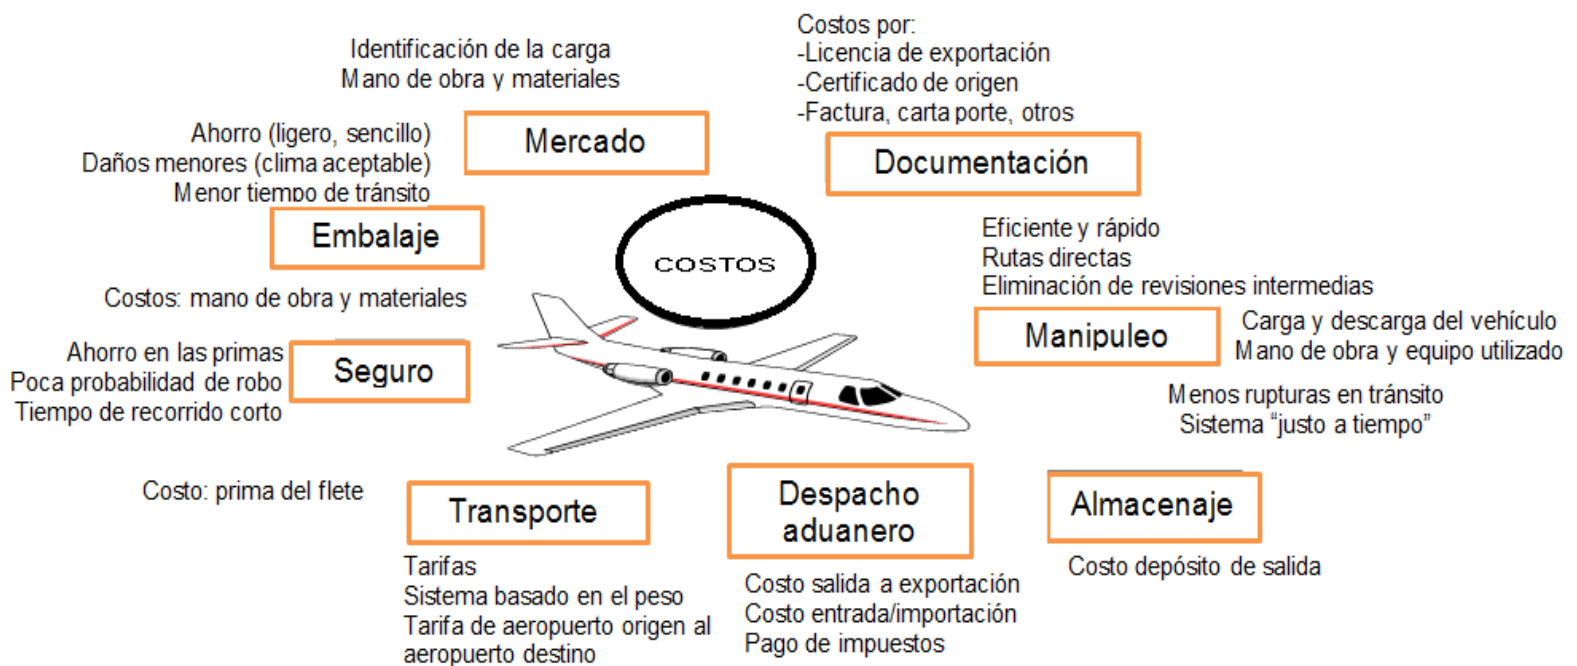 Identificación de la carga
Mano de obra y materiales
Mercado
Costos por:
-Licencia de exportación
-Certificado de origen
-Factura, carta porte, otros
Documentación
Ahorro (ligero, sencillo)
Daños menores (clima aceptable)
Menor tiempo de tránsito
Embalaje
Costos: mano de obra y materiales
COSTOS
Eficiente y rápido
Rutas directas
Eliminación de revisiones intermedias
Manipuleo
Carga y descarga del vehículo
Mano de obra y equipo utilizado
Ahorro en las primas
Poca probabilidad de robo
Tiempo de recorrido corto
Seguro
Costo: prima del flete
Menos rupturas en tránsito
Sistema “justo a tiempo”
Almacenaje
Costo depósito de salida
Transporte
Tarifas
Sistema basado en el peso
Tarifa de aeropuerto origen al
aeropuerto destino
Despacho
aduanero
Costo salida a exportación
Costo entrada/importación
Pago de impuestos